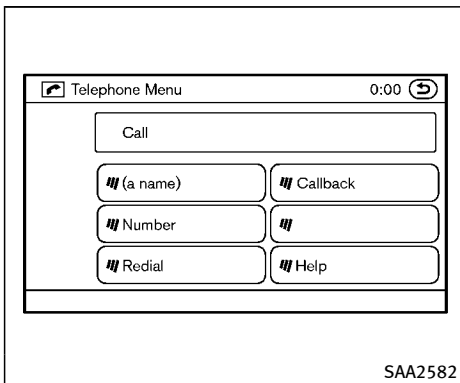 Telephone Menu 0:00
Call
(a name) Callback
Number
Redial Help
SAA2582